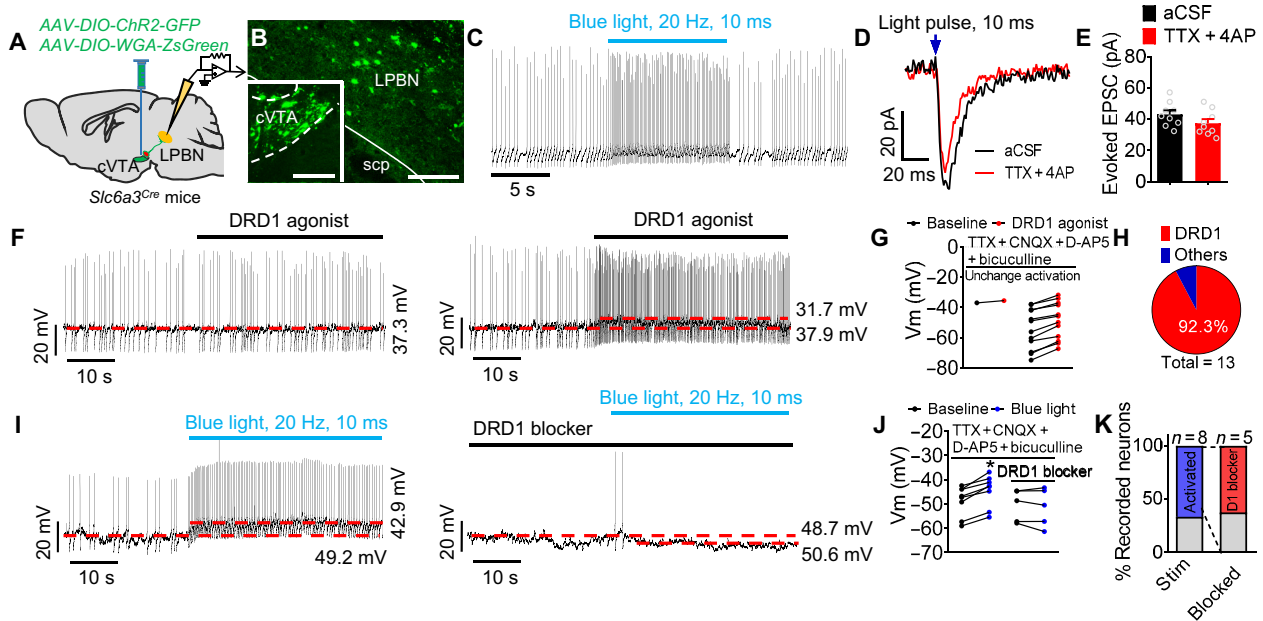 A
AAV-DIO-ChR2-GFP
AAV-DIO-WGA-ZsGreen
cVTA
LPBN
Slc6a3Cre mice
B
LPBN
cVTA
scp
C
Blue light, 20 Hz, 10 ms
5 s
D
Light pulse, 10 ms
20 pA
20 ms
aCSF
TTX + 4AP
E
aCSF
TTX + 4AP
Evoked EPSC (pA)
80
60
40
20
0
F
DRD1 agonist
20 mV
10 s
37.3 mV
DRD1 agonist
20 mV
10 s
31.7 mV
37.9 mV
G
Baseline DRD1 agonist
TTX + CNQX + D-AP5
+ bicuculline
Unchange activation
Vm (mV)
0
−20
−40
−60
−80
H
DRD1
Others
92.3%
Total = 13
I
Blue light, 20 Hz, 10 ms
20 mV
10 s
42.9 mV
49.2 mV
Blue light, 20 Hz, 10 ms
DRD1 blocker
20 mV
10 s
48.7 mV
50.6 mV
J
Baseline Blue light
TTX + CNQX +
D-AP5 + bicuculline
* DRD1 blocker
Vm (mV)
−20
−30
−40
−50
−60
−70
K
% Recorded neurons
100
50
0
n = 8 n = 5
Activated
D1 blocker
Stim
Blocked